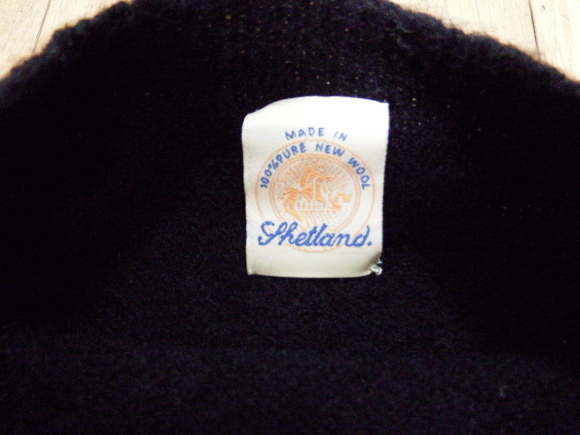 MADE IN
100% PURE NEW WOOL
Shetland.